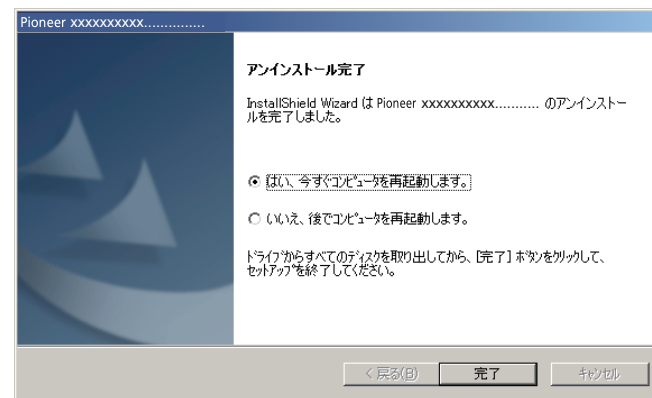 Pioneer xxxxxxxxxx...............
アンインストール完了
InstallShield Wizard は Pioneer xxxxxxxxxx........... のアンインストー
ルを完了しました。
はい、今すぐコンピュータを再起動します。
いいえ、後でコンピュータを再起動します。
ドライブからすべてのディスクを取り出してから、[完了] ボタンをクリックして、
セットアップを終了してください。
< 戻る(B)
完了
キャンセル